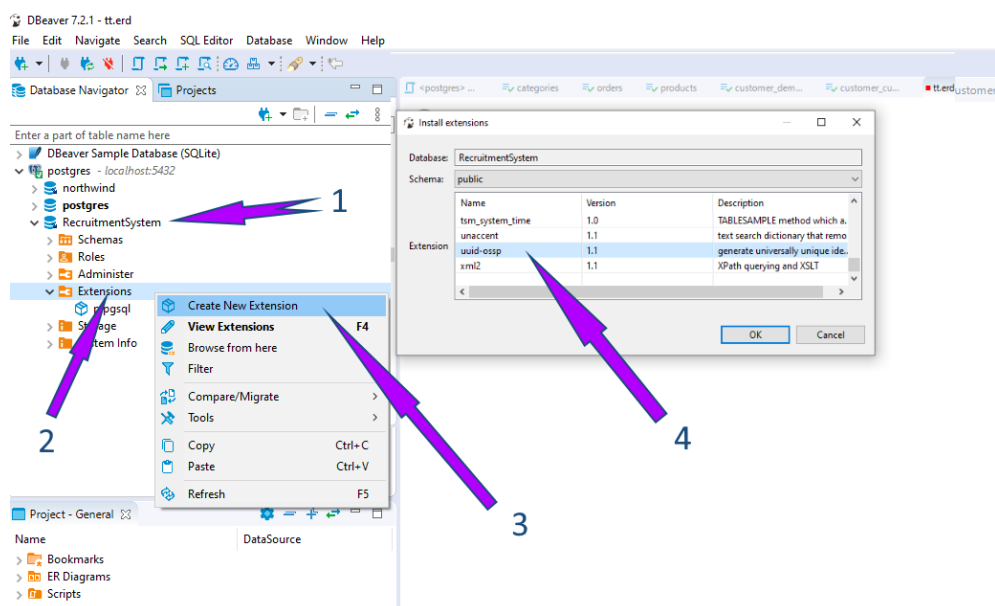 DBeaver 7.2.1 - tt.erd
File Edit Navigate Search SQL Editor Database Window Help
Database Navigator Projects
<postgres> ... categories orders products customer_dem... customer_cu... tt.erd ustomer
Enter a part of table name here
DBeaver Sample Database (SQLite)
postgres - localhost:5432
northwind
postgres
RecruitmentSystem
Schemas
Roles
Administer
Extensions
Info
1
2
Create New Extension
View Extensions F4
Browse from here
Filter
Compare/Migrate
Tools
Copy Ctrl+C
Paste Ctrl+V
Refresh F5
3
Install extensions
Database: RecruitmentSystem
Schema: public
Extension
Name Version Description
tsm_system_time 1.0 TABLESAMPLE method which a.
unaccent 1.1 text search dictionary that remo
uuid-ossp 1.1 generate universally unique ide..
xml2 1.1 XPath querying and XSLT
OK Cancel
4
Project - General
Name DataSource
Bookmarks
ER Diagrams
Scripts